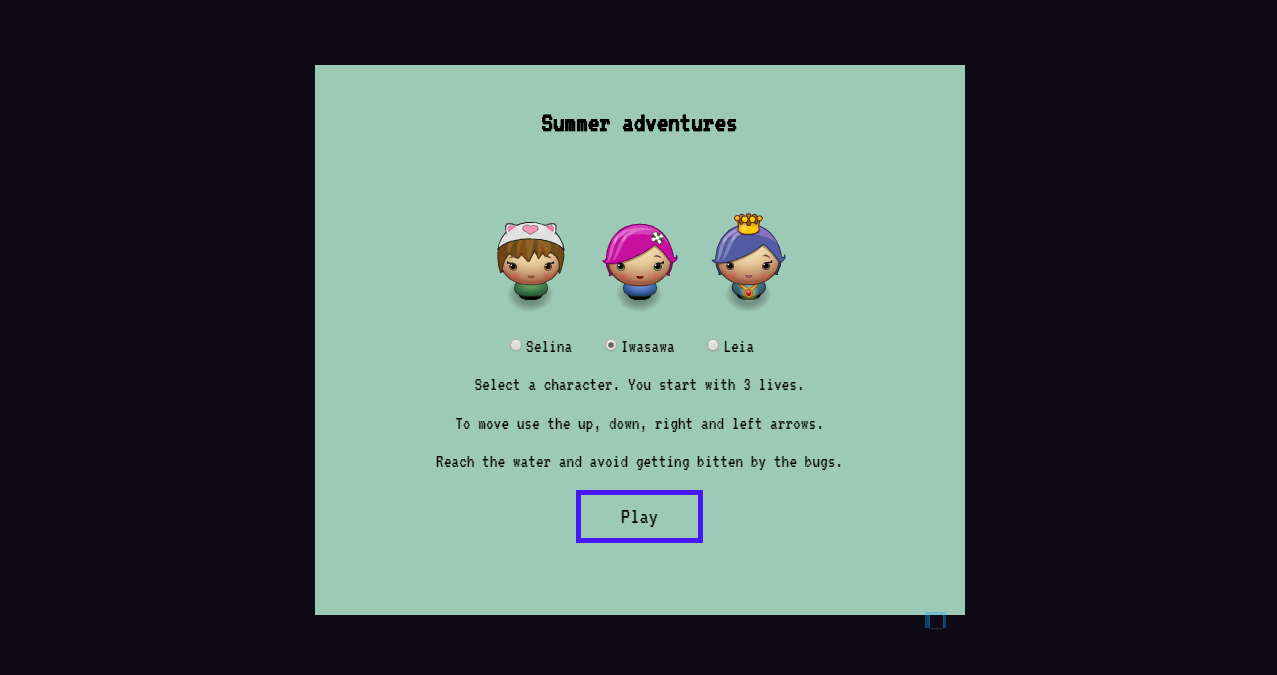 Summer adventures
Selina Iwasawa Leia
Select a character. You start with 3 lives.
To move use the up, down, right and left arrows.
Reach the water and avoid getting bitten by the bugs.
Play